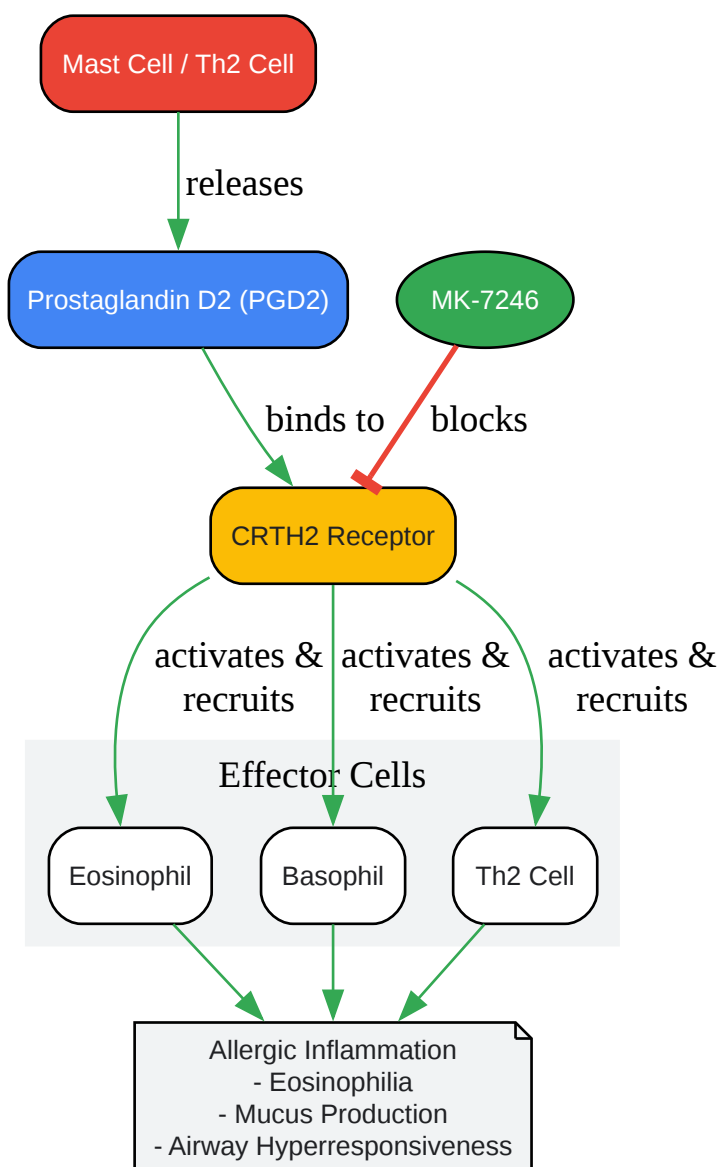 Mast Cell / Th2 Cell
releases
Prostaglandin D2 (PGD2)
MK-7246
binds to
blocks
CRTH2 Receptor
activates &
recruits
activates &
recruits
activates &
recruits
Effector Cells
Eosinophil
Basophil
Th2 Cell
Allergic Inflammation
- Eosinophilia
- Mucus Production
- Airway Hyperresponsiveness